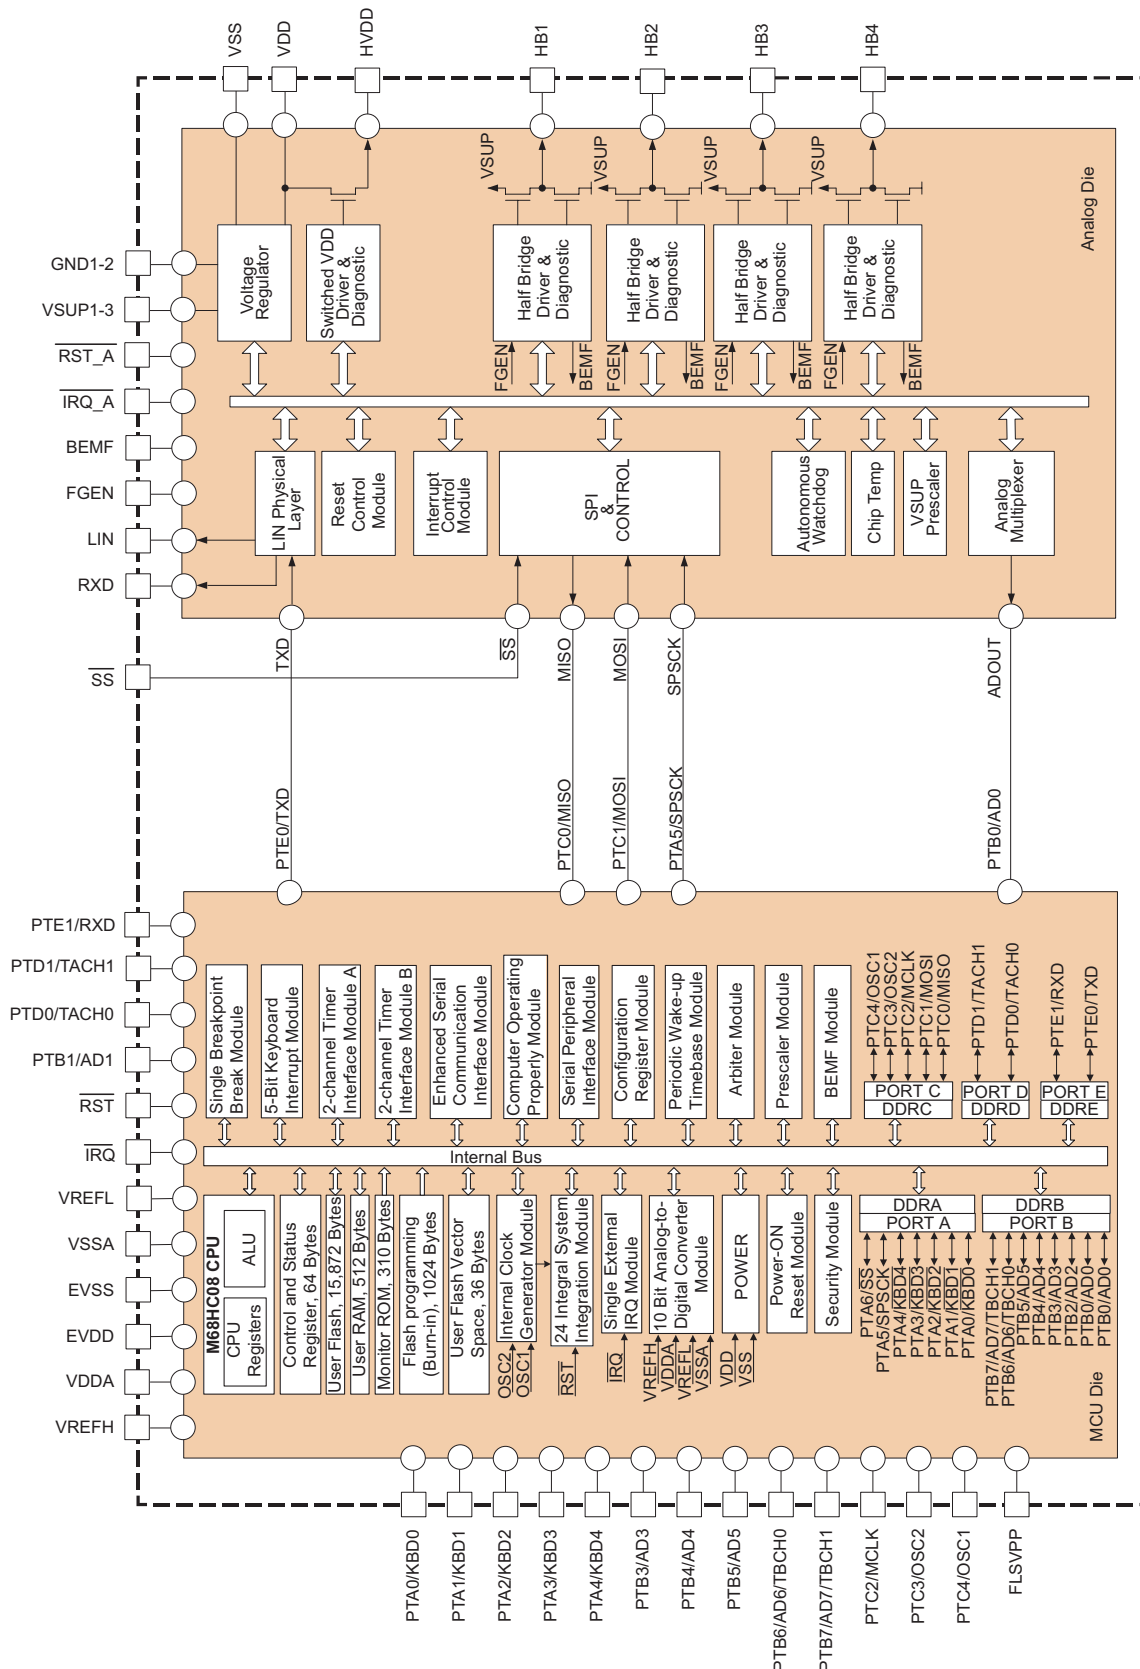 VSS
VDD
HVDD
HB1
HB2
HB3
HB4
GND1-2
VSUP1-3
RST_A
IRQ_A
BEMF
FGEN
LIN
RXD
SS
PTE1/RXD
PTD1/TACH1
PTD0/TACH0
PTB1/AD1
RST
IRQ
VREFL
VSSA
EVSS
EVDD
VDDA
VREFH
Analog Die
Voltage
Regulator
Switched VDD
Driver &
Diagnostic
VSUP
VSUP
VSUP
VSUP
Half Bridge
Driver &
Diagnostic
Half Bridge
Driver &
Diagnostic
Half Bridge
Driver &
Diagnostic
Half Bridge
Driver &
Diagnostic
FGEN
BEMF
FGEN
BEMF
FGEN
BEMF
FGEN
BEMF
LIN Physical
Layer
Reset
Control
Module
Interrupt
Control
Module
SPI
&
CONTROL
Autonomous
Watchdog
Chip Temp
VSUP
Prescaler
Analog
Multiplexer
TXD
SS
MISO
MOSI
SPSCK
ADOUT
PTE0/TXD
PTC0/MISO
PTC1/MOSI
PTA5/SPSCK
PTB0/AD0
Single Breakpoint
Break Module
5-Bit Keyboard
Interrupt Module
2-channel Timer
Interface Module A
2-channel Timer
Interface Module B
Enhanced Serial
Communication
Interface Module
Computer Operating
Properly Module
Serial Peripheral
Interface Module
Configuration
Register Module
Periodic Wake-up
Timebase Module
Arbiter Module
Prescaler Module
BEMF Module
PTC4/OSC1
PTC3/OSC2
PTC2/MCLK
PTC1/MOSI
PTC0/MISO
PORT C
DDRC
PTD1/TACH1
PTD0/TACH0
PORT D
DDRD
PTE1/RXD
PTE0/TXD
PORT E
DDRE
Internal Bus
M68HC08 CPU
CPU
Registers
ALU
Control and Status
Register, 64 Bytes
User Flash, 15,872 Bytes
User RAM, 512 Bytes
Monitor ROM, 310 Bytes
Flash programming
(Burn-in), 1024 Bytes
User Flash Vector
Space, 36 Bytes
Internal Clock
Generator Module
OSC2
OSC1
24 Integral System
Integration Module
RST
Single External
IRQ Module
IRQ
10 Bit Analog-to-
Digital Converter
Module
VREFH
VDDA
VREFL
VSSA
POWER
VDD
VSS
Power-ON
Reset Module
Security Module
DDRA
PORT A
PTA6/SS
PTA5/SPSCK
PTA4/KBD4
PTA3/KBD3
PTA2/KBD2
PTA1/KBD1
PTA0/KBD0
DDRB
PORT B
PTB7/AD7/TBCH1
PTB6/AD6/TBCH0
PTB5/AD5
PTB4/AD4
PTB3/AD3
PTB2/AD2
PTB0/AD0
PTB0/AD0
MCU Die
PTA0/KBD0
PTA1/KBD1
PTA2/KBD2
PTA3/KBD3
PTA4/KBD4
PTB3/AD3
PTB4/AD4
PTB5/AD5
PTB6/AD6/TBCH0
PTB7/AD7/TBCH1
PTC2/MCLK
PTC3/OSC2
PTC4/OSC1
FLSVPP